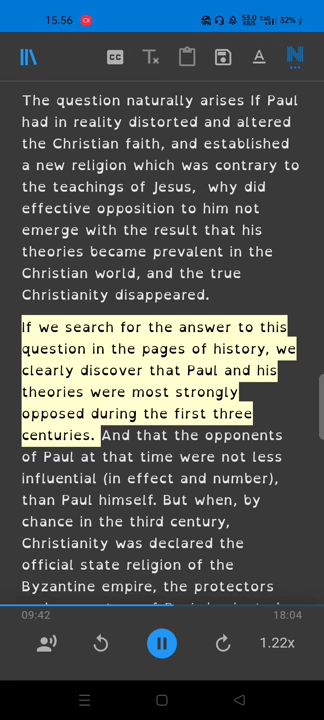 15.56
53.0
32%
CC
The question naturally arises If Paul
had in reality distorted and altered
the Christian faith, and established
a new religion which was contrary to
the teachings of Jesus, why did
effective opposition to him not
emerge with the result that his
theories became prevalent in the
Christian world, and the true
Christianity disappeared.
If we search for the answer to this
question in the pages of history, we
clearly discover that Paul and his
theories were most strongly
opposed during the first three
centuries. And that the opponents
of Paul at that time were not less
influential (in effect and number),
than Paul himself. But when, by
chance in the third century,
Christianity was declared the
official state religion of the
Byzantine empire, the protectors
09:42
18:04
1.22x